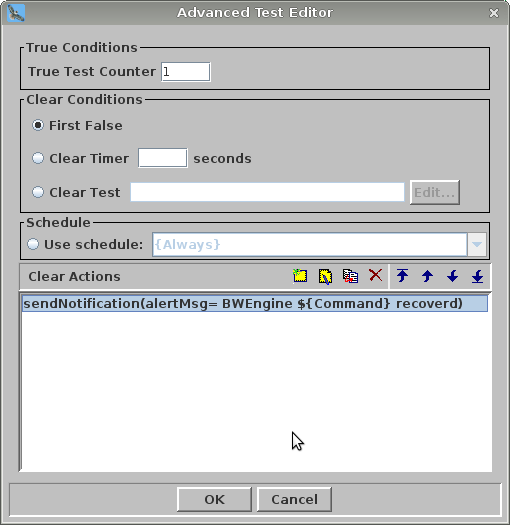 Advanced Test Editor
True Conditions
True Test Counter 1
Clear Conditions
First False
Clear Timer seconds
Clear Test Edit...
Schedule
Use schedule: {Always}
Clear Actions
sendNotification(alertMsg= BWEngine ${Command} recoverd)
OK Cancel